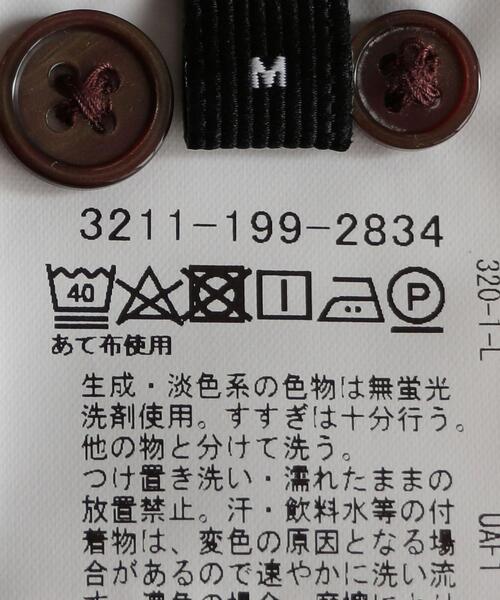 M
3211-199-2834
40
P
あて布使用
生成・淡色系の色物は無蛍光
洗剤使用。すすぎは十分行う。
他の物と分けて洗う。
つけ置き洗い・濡れたままの
放置禁止。汗・飲料水等の付
着物は、変色の原因となる場
合があるので速やかに洗い流
320-1-L